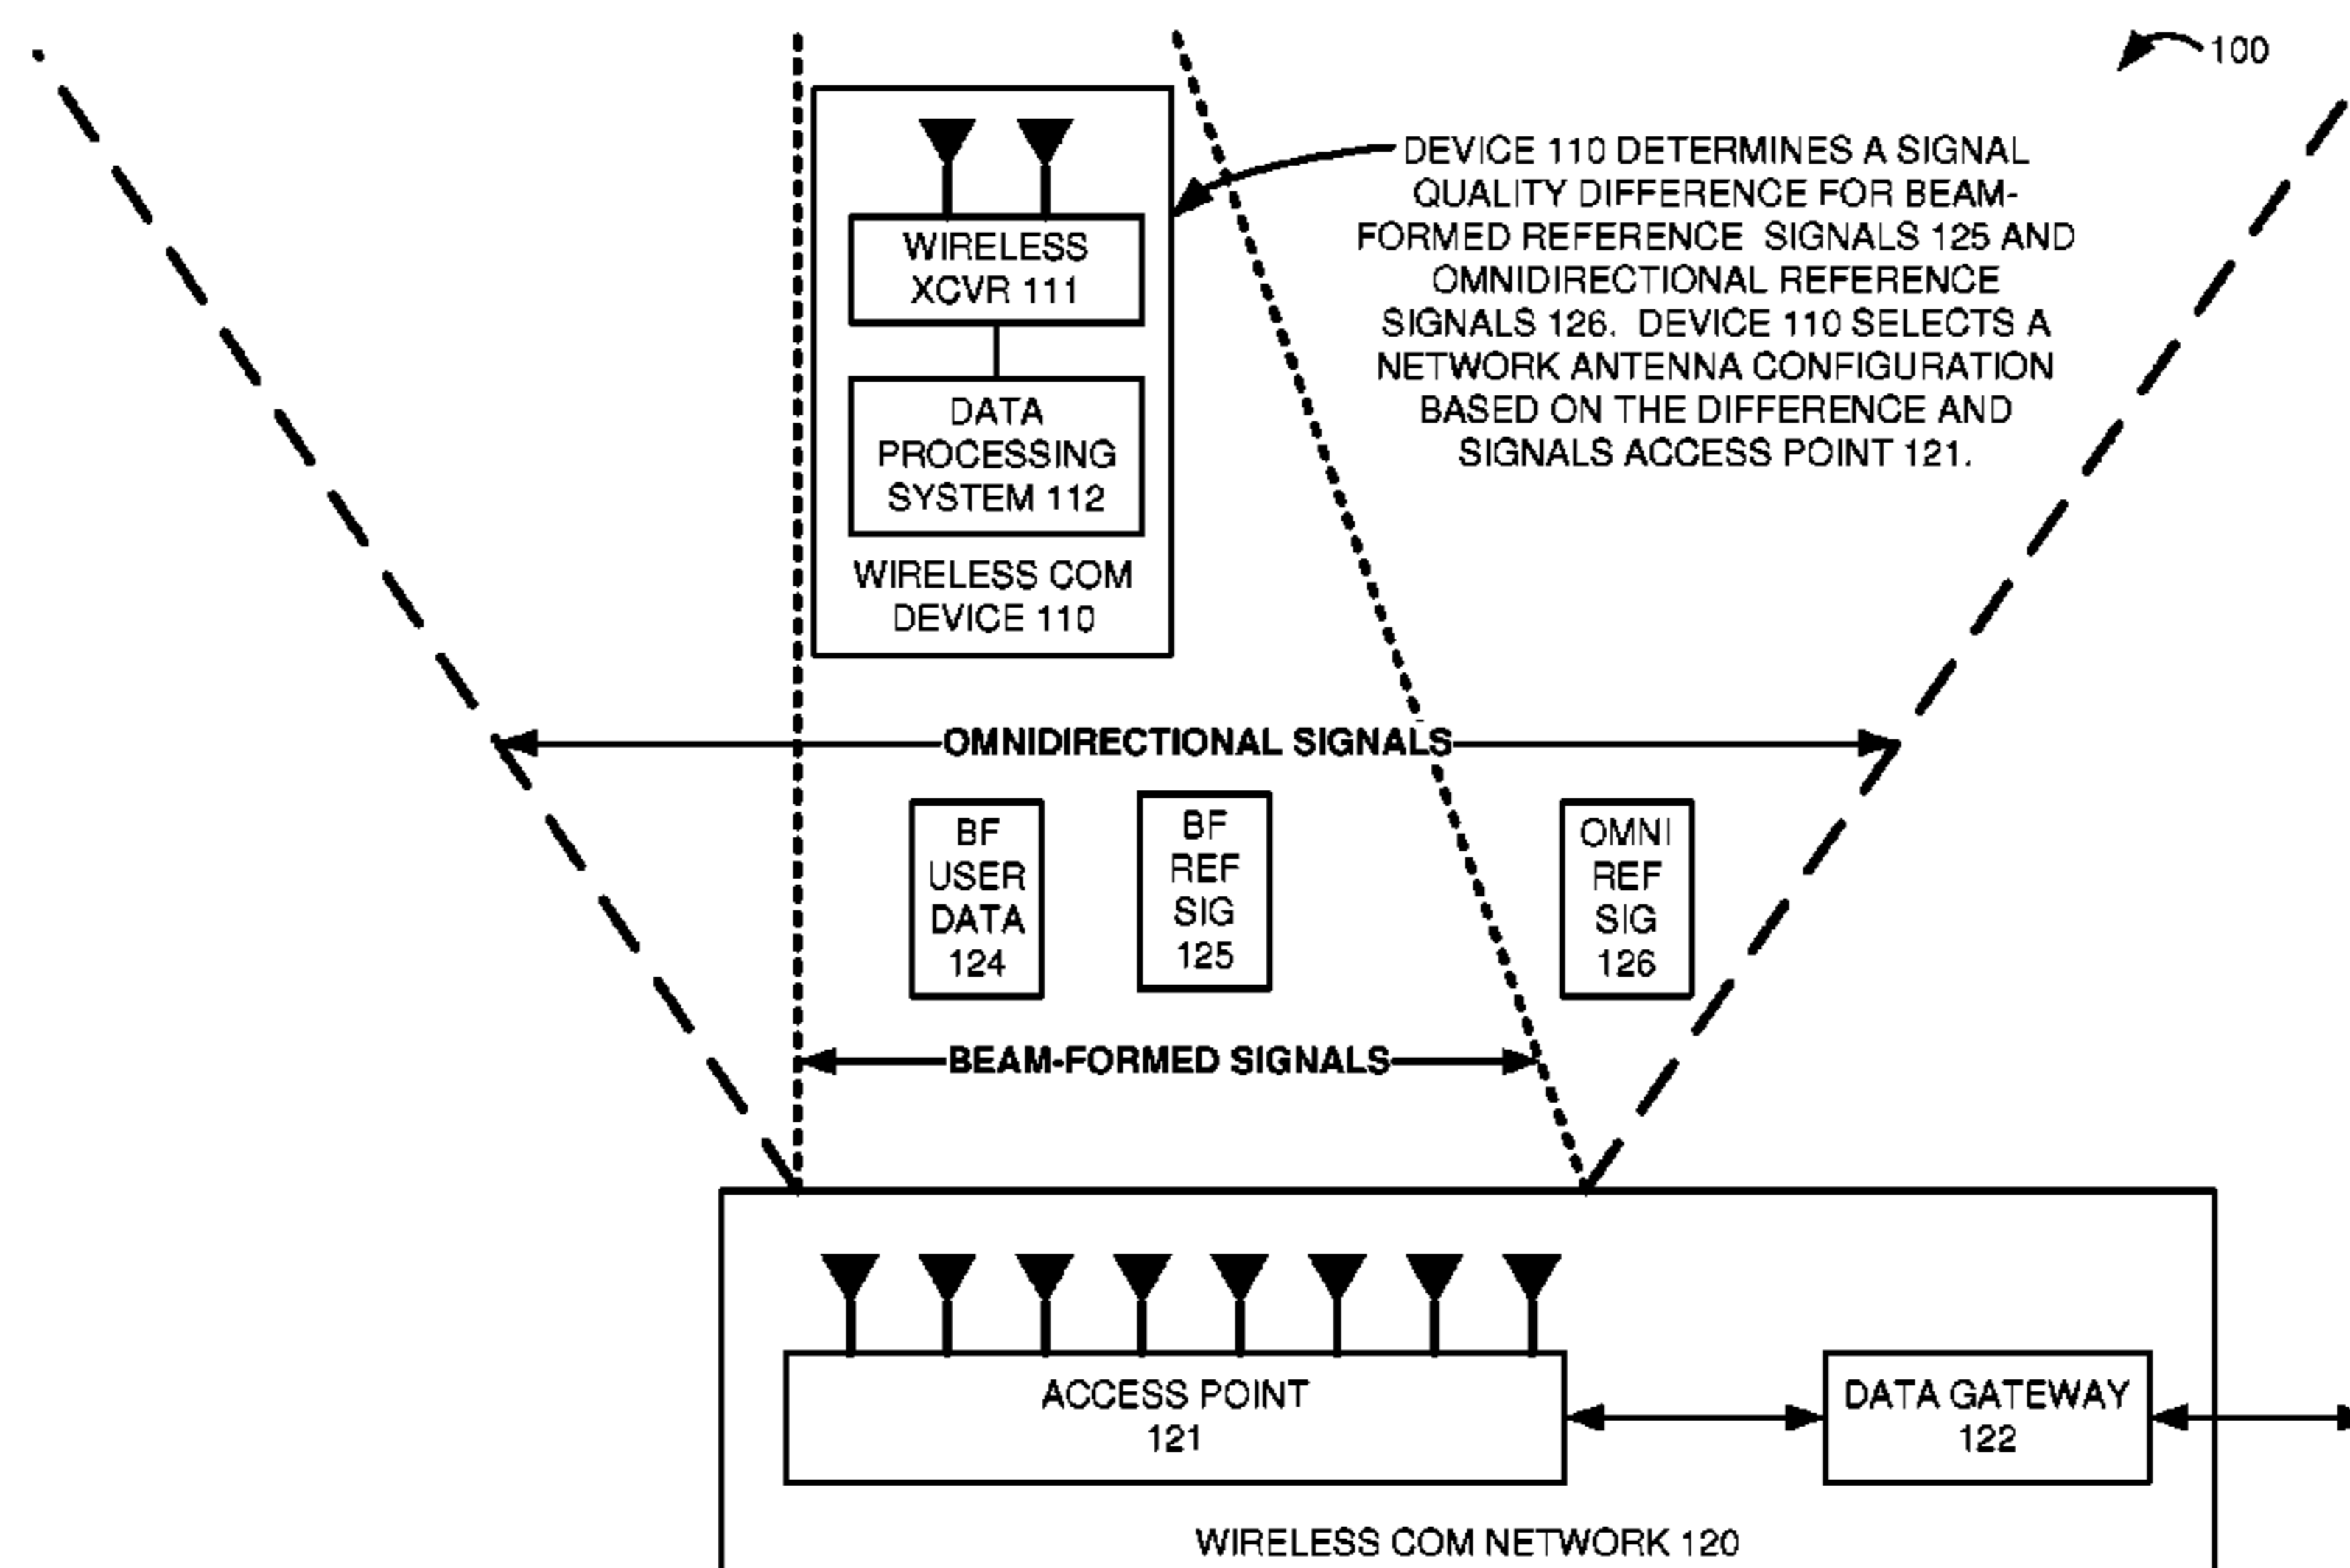 100
DEVICE 110 DETERMINES A SIGNAL
QUALITY DIFFERENCE FOR BEAM-
FORMED REFERENCE SIGNALS 125 AND
OMNIDIRECTIONAL REFERENCE
SIGNALS 126. DEVICE 110 SELECTS A
NETWORK ANTENNA CONFIGURATION
BASED ON THE DIFFERENCE AND
SIGNALS ACCESS POINT 121.
WIRELESS
XCVR 111
DATA
PROCESSING
SYSTEM 112
WIRELESS COM
DEVICE 110
OMNIDIRECTIONAL SIGNALS
BF
USER
DATA
124
BF
REF
SIG
125
OMNI
REF
SIG
126
BEAM-FORMED SIGNALS
ACCESS POINT
121
DATA GATEWAY
122
WIRELESS COM NETWORK 120